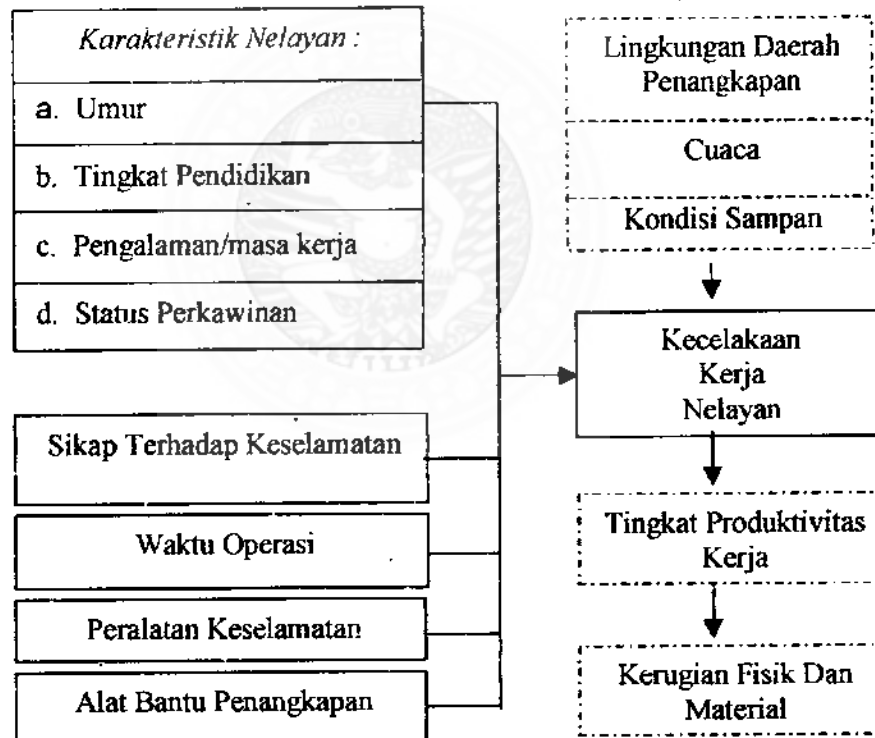 Karakteristik Nelayan :
a. Umur
b. Tingkat Pendidikan
c. Pengalaman/masa kerja
d. Status Perkawinan
Sikap Terhadap Keselamatan
Waktu Operasi
Peralatan Keselamatan
Alat Bantu Penangkapan
Lingkungan Daerah
Penangkapan
Cuaca
Kondisi Sampan
Kecelakaan
Kerja
Nelayan
Tingkat Produktivitas
Kerja
Kerugian Fisik Dan
Material